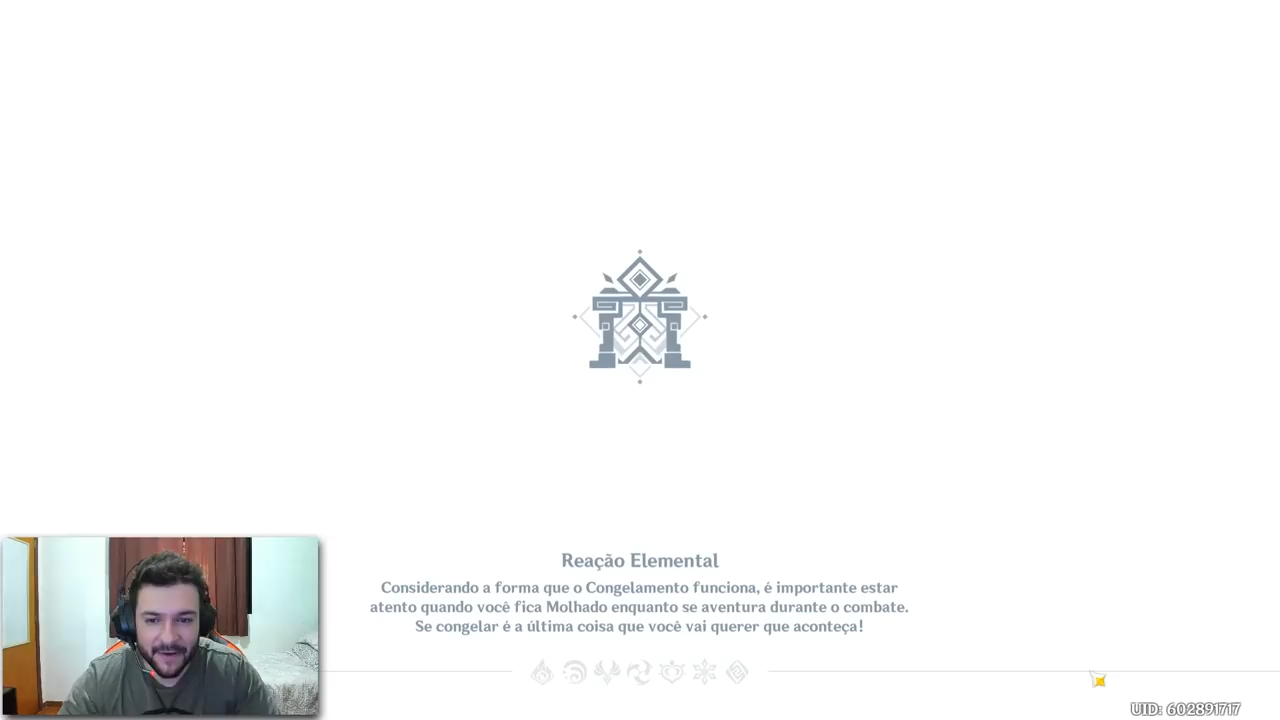 Reação Elemental
Considerando a forma que o Congelamento funciona, é importante estar
atento quando você fica Molhado enquanto se aventura durante o combate.
Se congelar é a última coisa que você vai querer que aconteça!
UID: 602891717